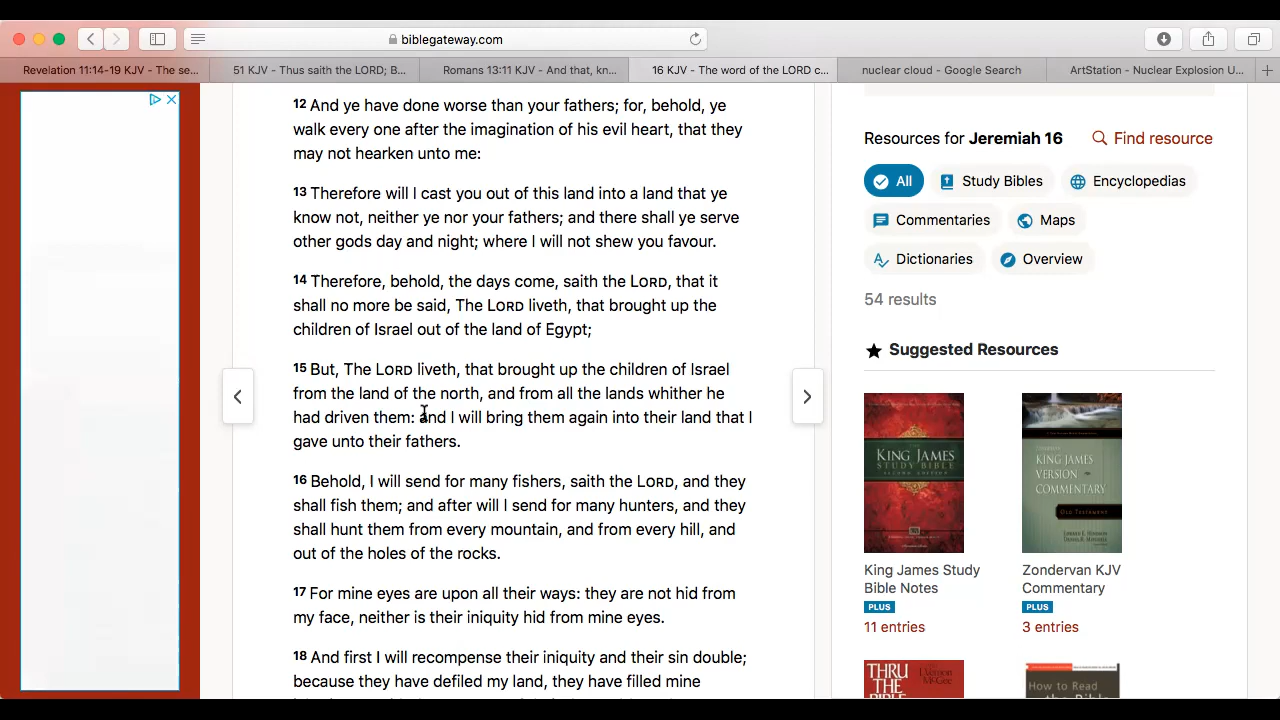 biblegateway.com
Revelation 11:14-19 KJV - The se...
51 KJV - Thus saith the LORD; B...
Romans 13:11 KJV - And that, kn...
16 KJV - The word of the LORD c...
nuclear cloud - Google Search
ArtStation - Nuclear Explosion U...
12 And ye have done worse than your fathers; for, behold, ye
walk every one after the imagination of his evil heart, that they
may not hearken unto me:
13 Therefore will I cast you out of this land into a land that ye
know not, neither ye nor your fathers; and there shall ye serve
other gods day and night; where I will not shew you favour.
14 Therefore, behold, the days come, saith the LORD, that it
shall no more be said, The LORD liveth, that brought up the
children of Israel out of the land of Egypt;
15 But, The LORD liveth, that brought up the children of Israel
from the land of the north, and from all the lands whither he
had driven them: and I will bring them again into their land that I
gave unto their fathers.
16 Behold, I will send for many fishers, saith the LORD, and they
shall fish them; and after will I send for many hunters, and they
shall hunt them from every mountain, and from every hill, and
out of the holes of the rocks.
17 For mine eyes are upon all their ways: they are not hid from
my face, neither is their iniquity hid from mine eyes.
18 And first I will recompense their iniquity and their sin double;
because they have defiled my land, they have filled mine
Resources for Jeremiah 16
Find resource
All
Study Bibles
Encyclopedias
Commentaries
Maps
Dictionaries
Overview
54 results
Suggested Resources
KING JAMES
STUDY BIBLE
KING JAMES
VERSION
COMMENTARY
OLD TESTAMENT
King James Study
Bible Notes
PLUS
11 entries
Zondervan KJV
Commentary
PLUS
3 entries
THRU
THE
How to Read